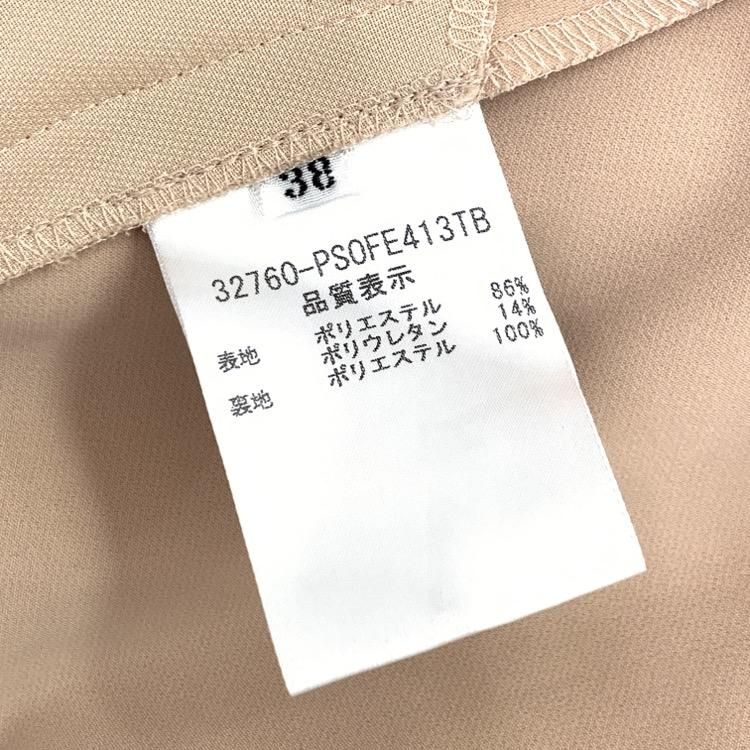 38
32760-PS0FE413TB
品質表示
表地 ポリエステル 86%
ポリウレタン 14%
裏地 ポリエステル 100%